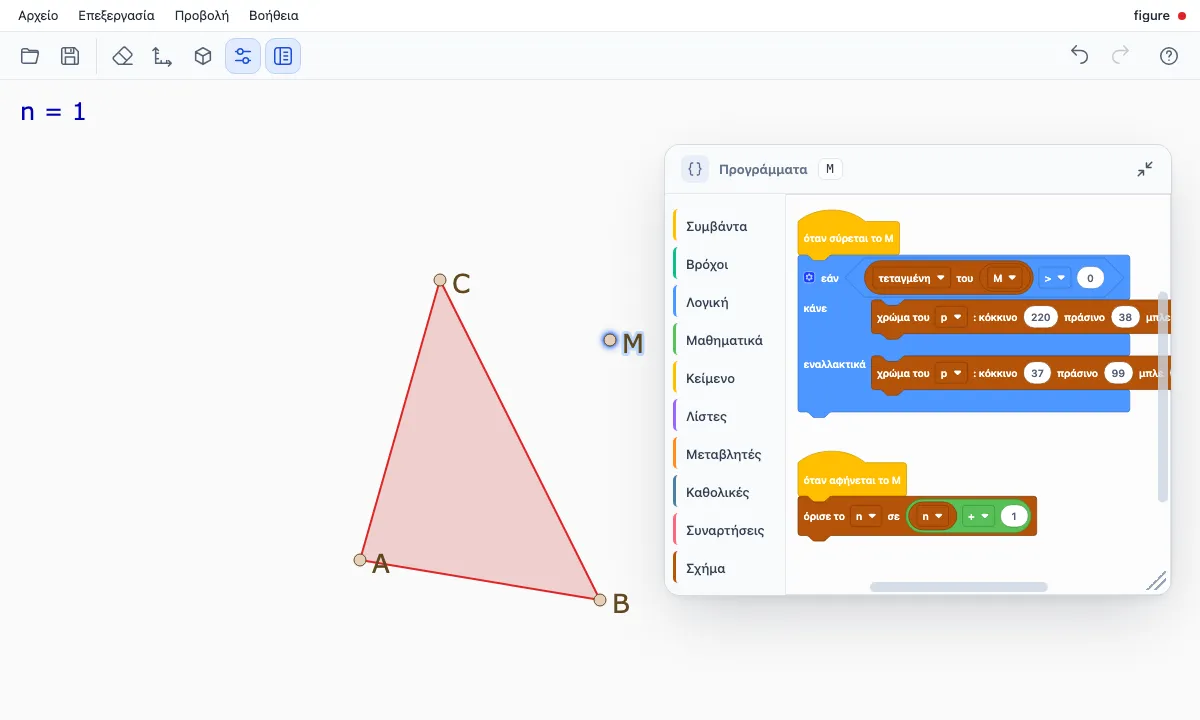 Αρχείο Επεξεργασία Προβολή Βοήθεια figure
n = 1
{} Προγράμματα M
Συμβάντα
Βρόχοι
Λογική
Μαθηματικά
Κείμενο
Λίστες
Μεταβλητές
Καθολικές
Συναρτήσεις
Σχήμα
όταν σύρεται το M
εάν τεταγμένη του M > 0
κάνε χρώμα του p : κόκκινο 220 πράσινο 38 μπλε
εναλλακτικά χρώμα του p : κόκκινο 37 πράσινο 99 μπλε
όταν αφήνεται το M
όρισε το n σε n + 1
C
M
A
B